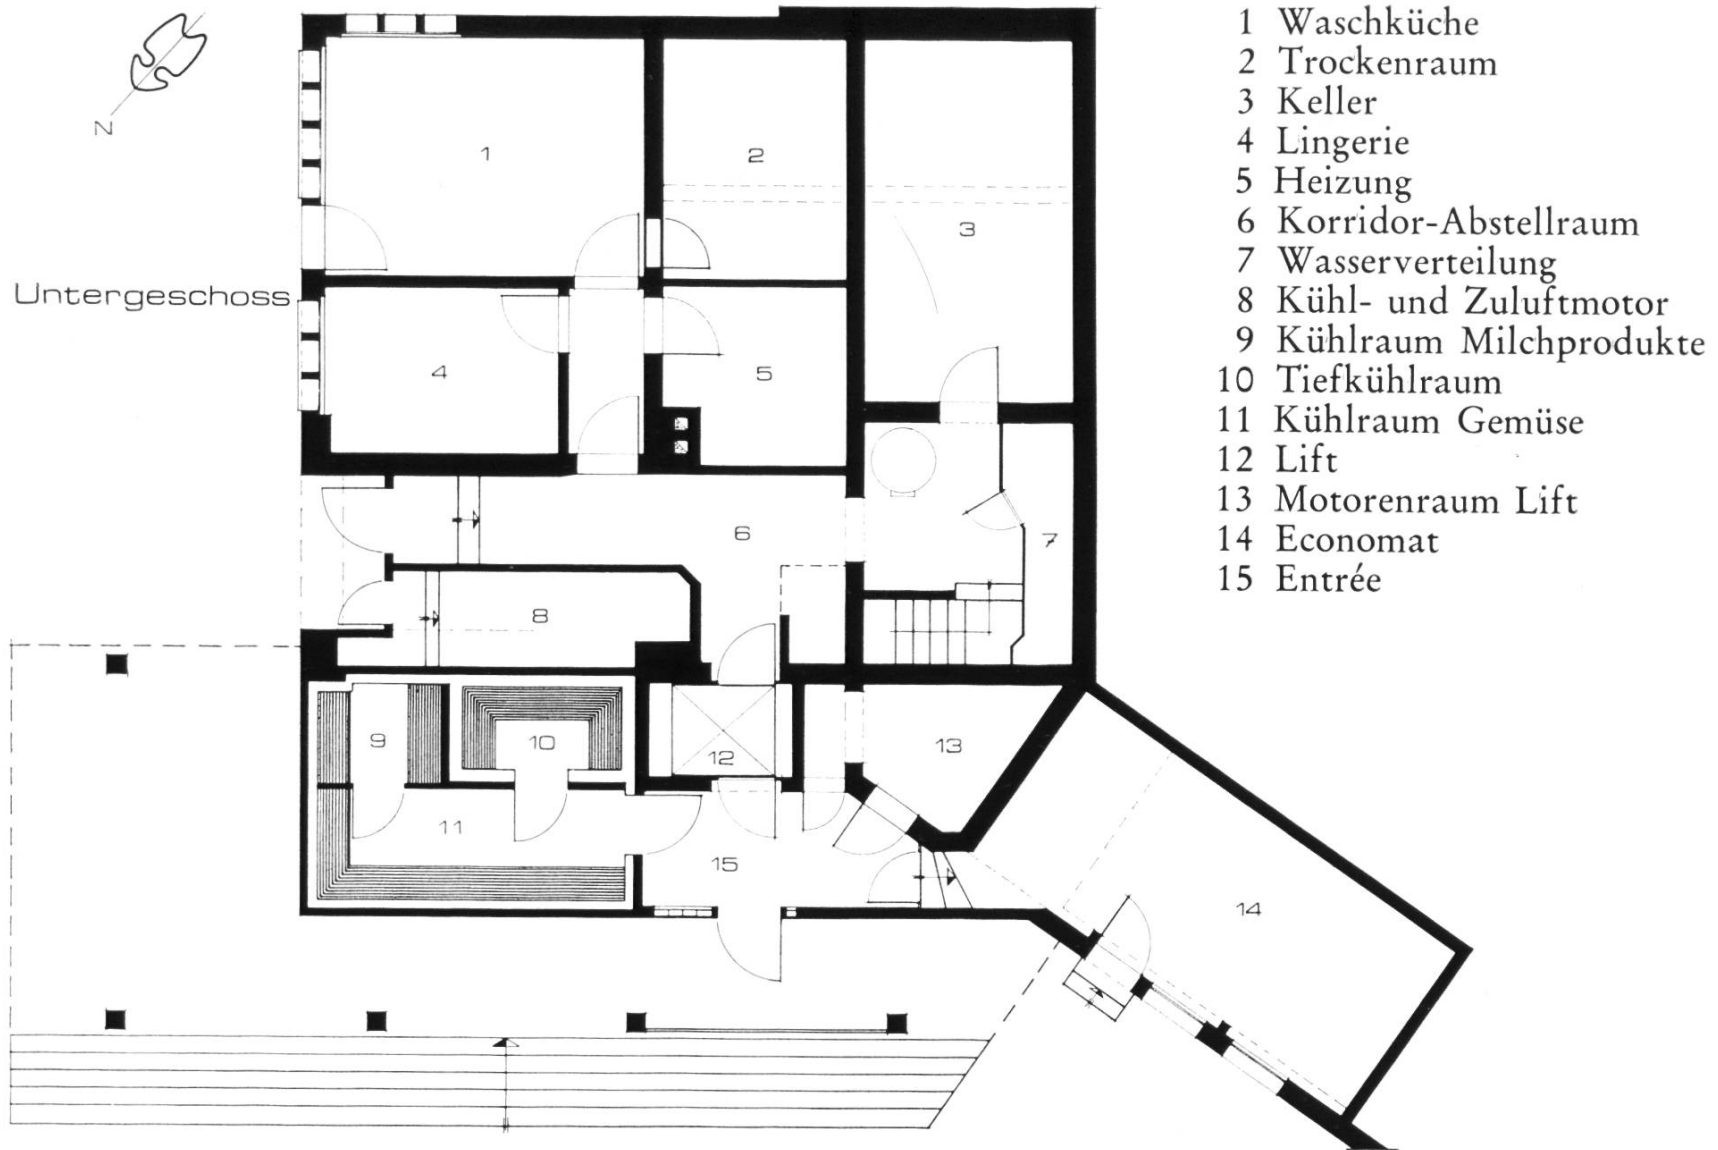 N
Untergeschoss
1
2
3
4
5
6
7
8
9
10
11
12
13
14
15
1 Waschküche
2 Trockenraum
3 Keller
4 Lingerie
5 Heizung
6 Korridor-Abstellraum
7 Wasserverteilung
8 Kühl- und Zuluftmotor
9 Kühlraum Milchprodukte
10 Tiefkühlraum
11 Kühlraum Gemüse
12 Lift
13 Motorenraum Lift
14 Economat
15 Entrée